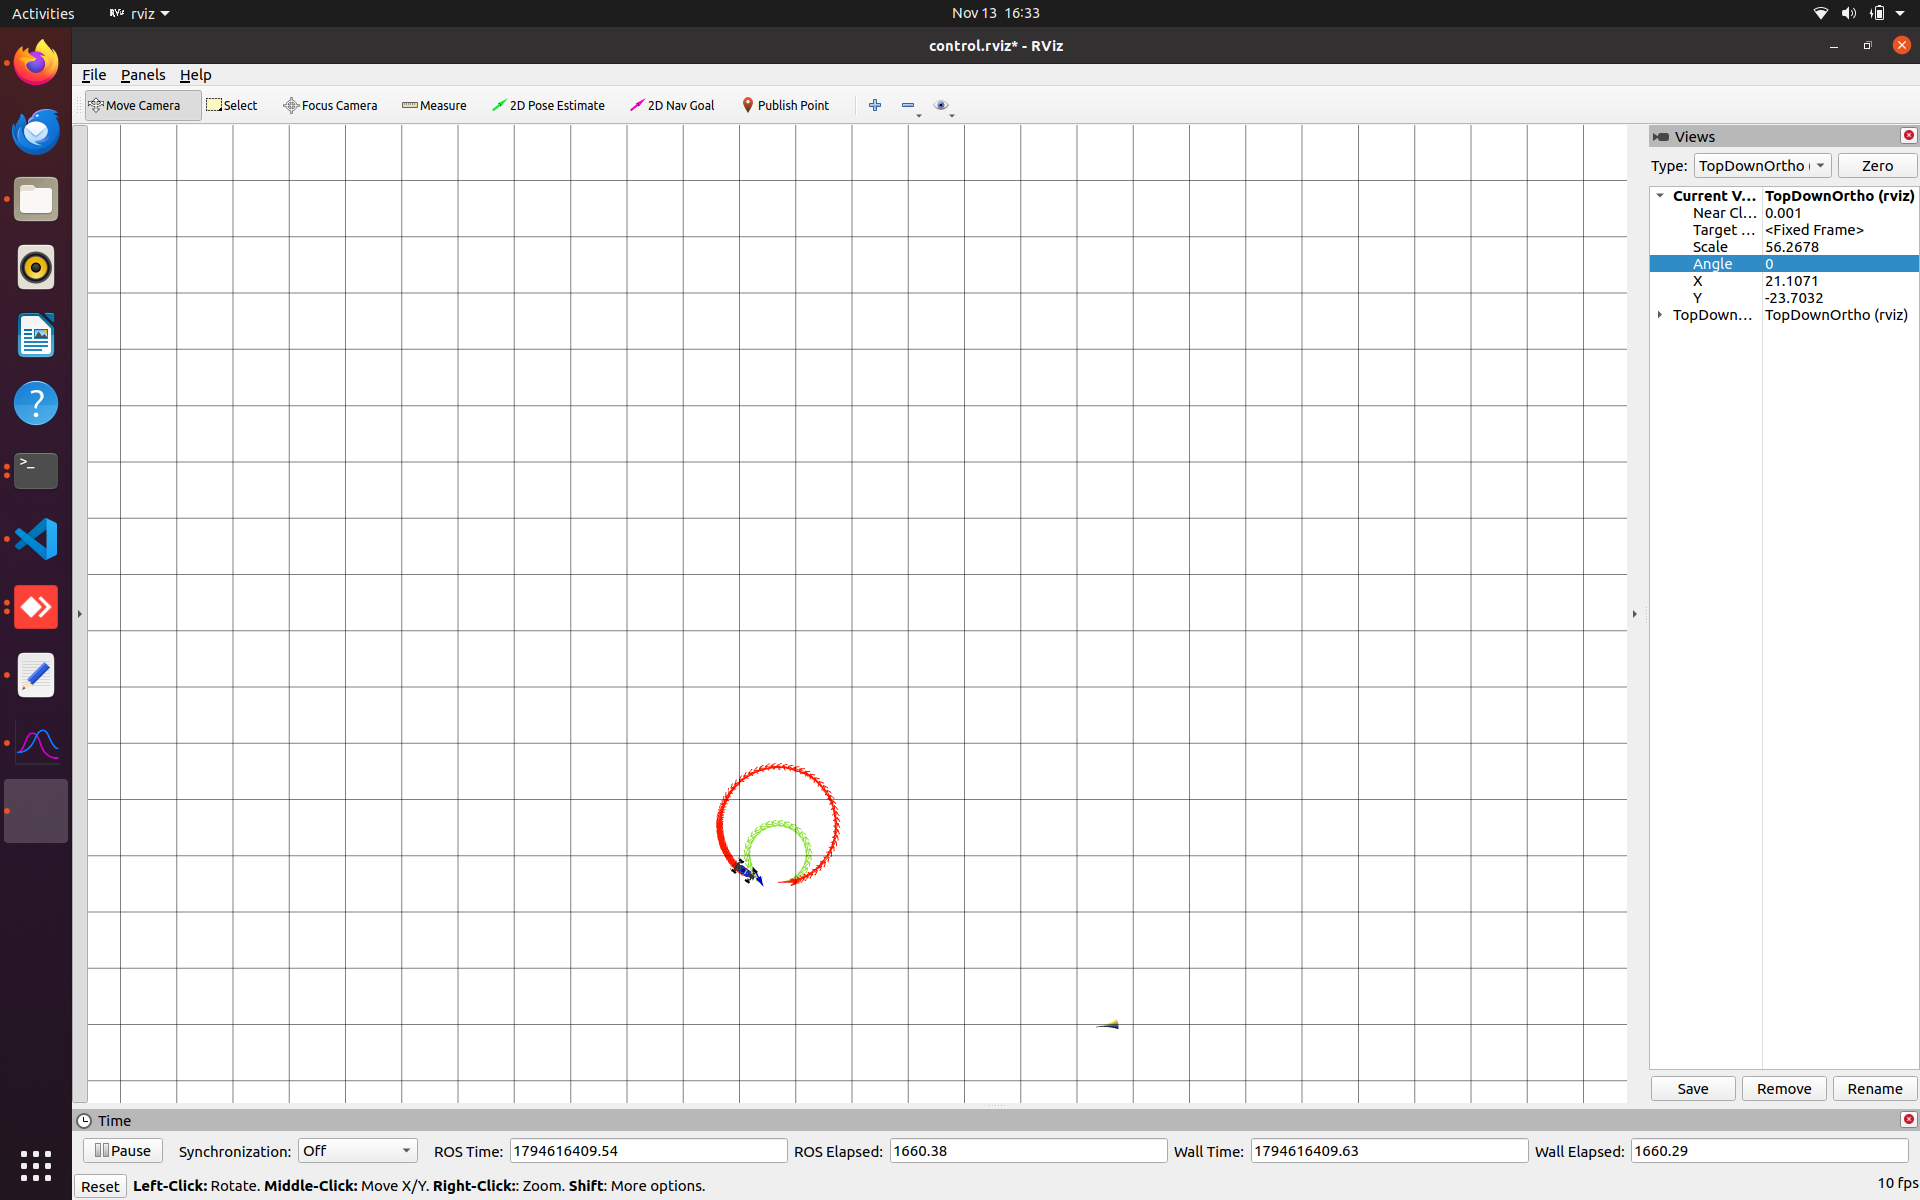 Activities
RViz
rviz
Nov 13 16:33
control.rviz* - RViz
File Panels Help
Move Camera
Select
Focus Camera
Measure
2D Pose Estimate
2D Nav Goal
Publish Point
Views
Type: TopDownOrtho Zero
Current V... TopDownOrtho (rviz)
Near Cl... 0.001
Target ... <Fixed Frame>
Scale 56.2678
Angle 0
X 21.1071
Y -23.7032
TopDown... TopDownOrtho (rviz)
Save Remove Rename
Time
Pause Synchronization: Off ROS Time: 1794616409.54 ROS Elapsed: 1660.38 Wall Time: 1794616409.63 Wall Elapsed: 1660.29
Reset Left-Click: Rotate. Middle-Click: Move X/Y. Right-Click:: Zoom. Shift: More options. 10 fps